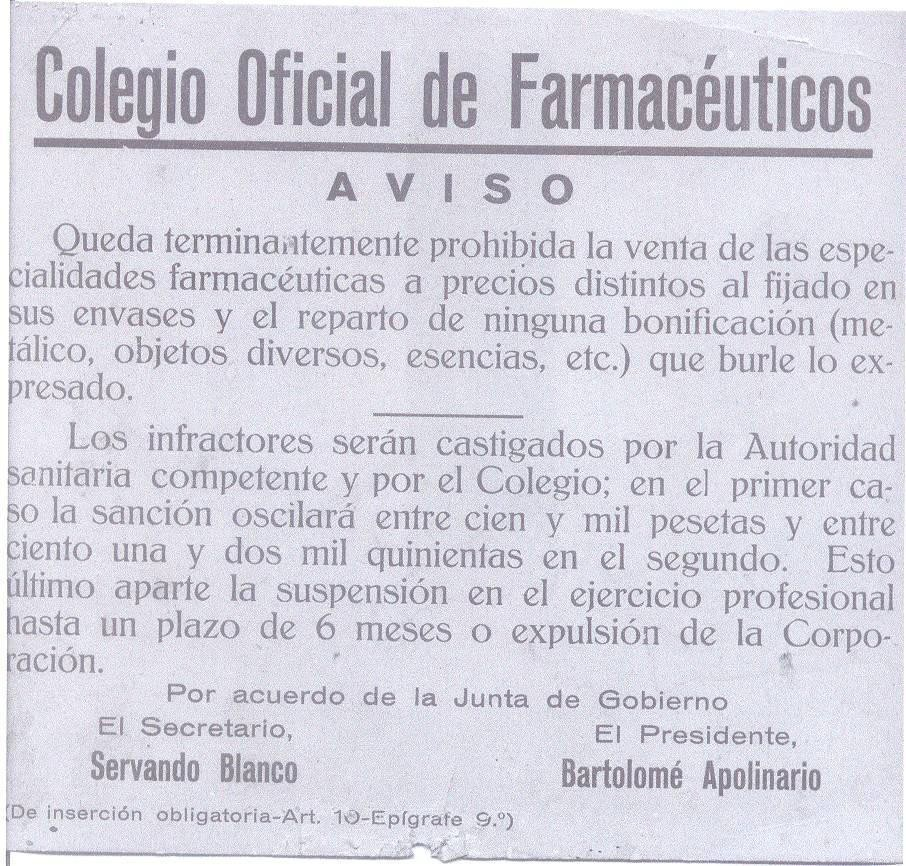 Colegio Oficial de Farmacéuticos
AVISO
Queda terminantemente prohibida la venta de las espe-
cialidades farmacéuticas a precios distintos al fijado en
sus envases y el reparto de ninguna bonificación (me-
tálico, objetos diversos, esencias, etc.) que burle lo ex-
presado.
Los infractores serán castigados por la Autoridad
sanitaria competente y por el Colegio; en el primer ca-
so la sanción oscilará entre cien y mil pesetas y entre
ciento una y dos mil quinientas en el segundo. Esto
último aparte la suspensión en el ejercicio profesional
hasta un plazo de 6 meses o expulsión de la Corpo-
ración.
Por acuerdo de la Junta de Gobierno
El Secretario,
Servando Blanco
El Presidente,
Bartolomé Apolinario
(De inserción obligatoria-Art. 10-Epígrafe 9.º)